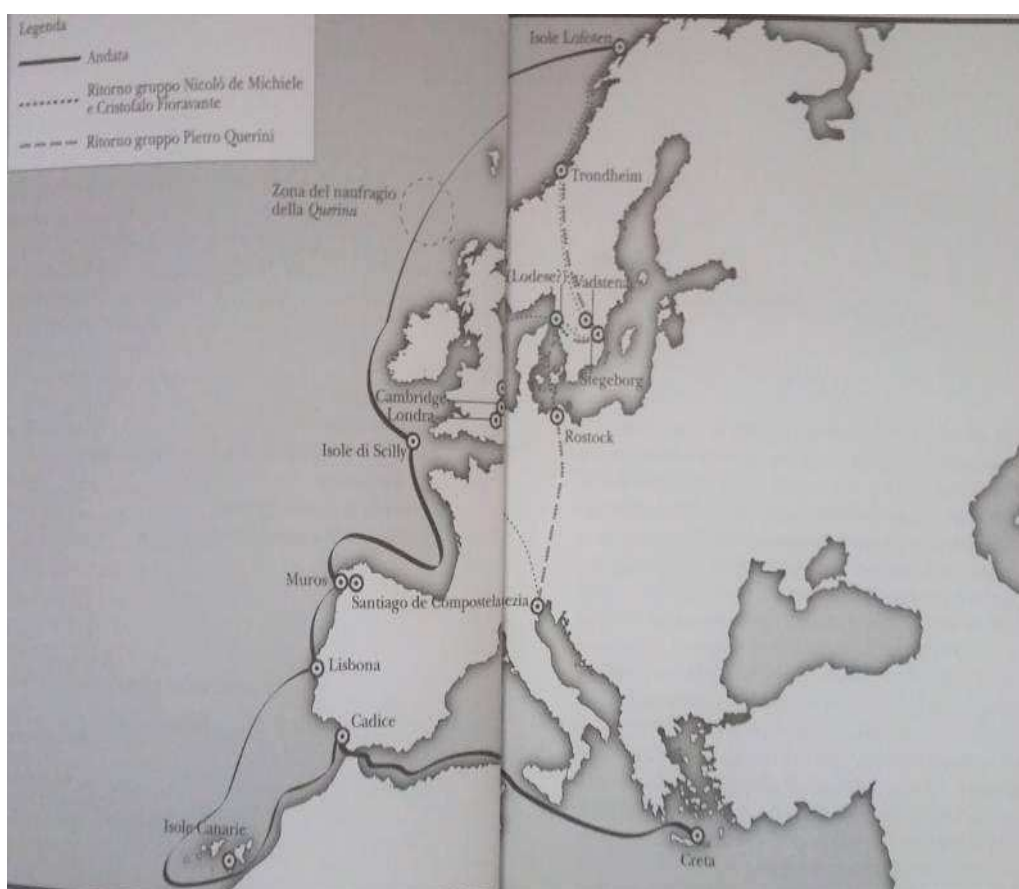 Legenda
Andata
Ritorno gruppo Nicolò de Michiele
e Cristofalo Fioravante
Ritorno gruppo Pietro Querini
Isole Lofoten
Trondheim
Zona del naufragio
della Querina
(Lodese?)
Vadstena
Stegeborg
Cambridge
Londra
Rostock
Isole di Scilly
Muros
Santiago de Compostela
ezia
Lisbona
Cadice
Isole Canarie
Creta